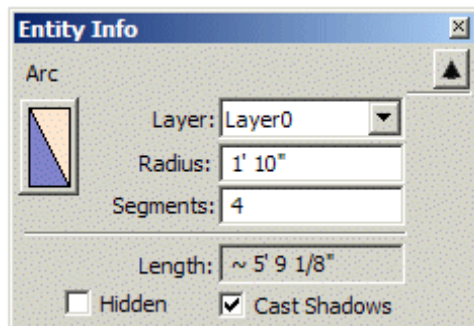 Entity Info
Arc
Layer: Layer0
Radius: 1' 10"
Segments: 4
Length: ~ 5' 9 1/8"
Hidden Cast Shadows